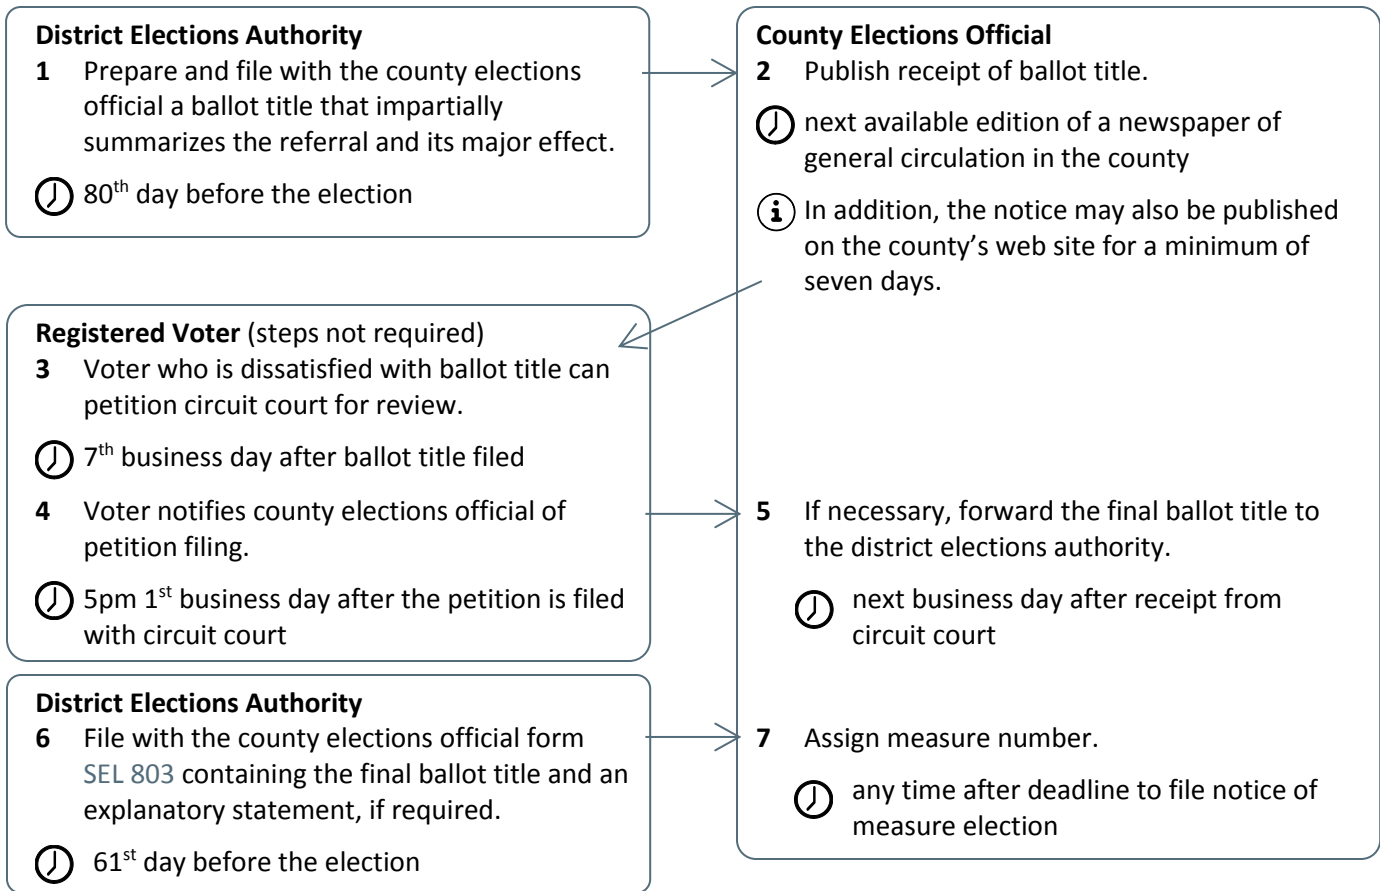 District Elections Authority
1 Prepare and file with the county elections
official a ballot title that impartially
summarizes the referral and its major effect.
80th day before the election
County Elections Official
2 Publish receipt of ballot title.
next available edition of a newspaper of
general circulation in the county
In addition, the notice may also be published
on the county’s web site for a minimum of
seven days.
Registered Voter (steps not required)
3 Voter who is dissatisfied with ballot title can
petition circuit court for review.
7th business day after ballot title filed
4 Voter notifies county elections official of
petition filing.
5pm 1st business day after the petition is filed
with circuit court
5 If necessary, forward the final ballot title to
the district elections authority.
next business day after receipt from
circuit court
District Elections Authority
6 File with the county elections official form
SEL 803 containing the final ballot title and an
explanatory statement, if required.
61st day before the election
7 Assign measure number.
any time after deadline to file notice of
measure election